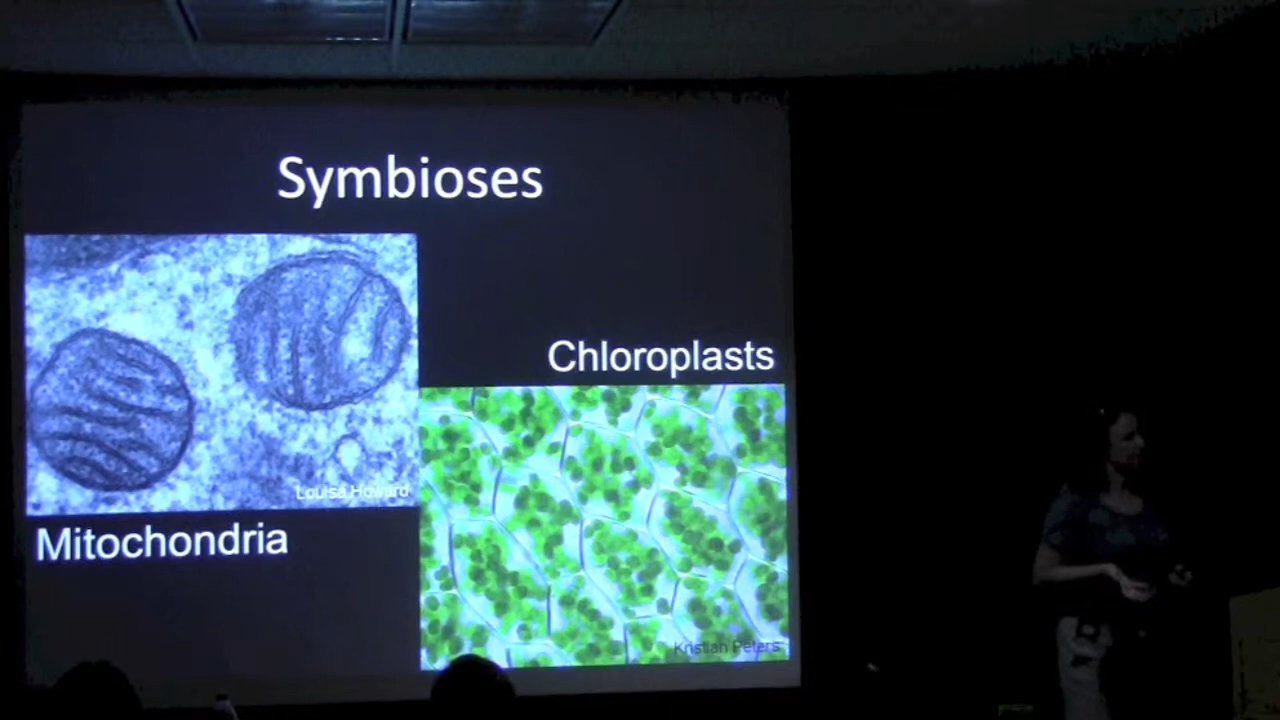 Symbioses
Chloroplasts
Louisa Howard
Mitochondria
Kristian Peters